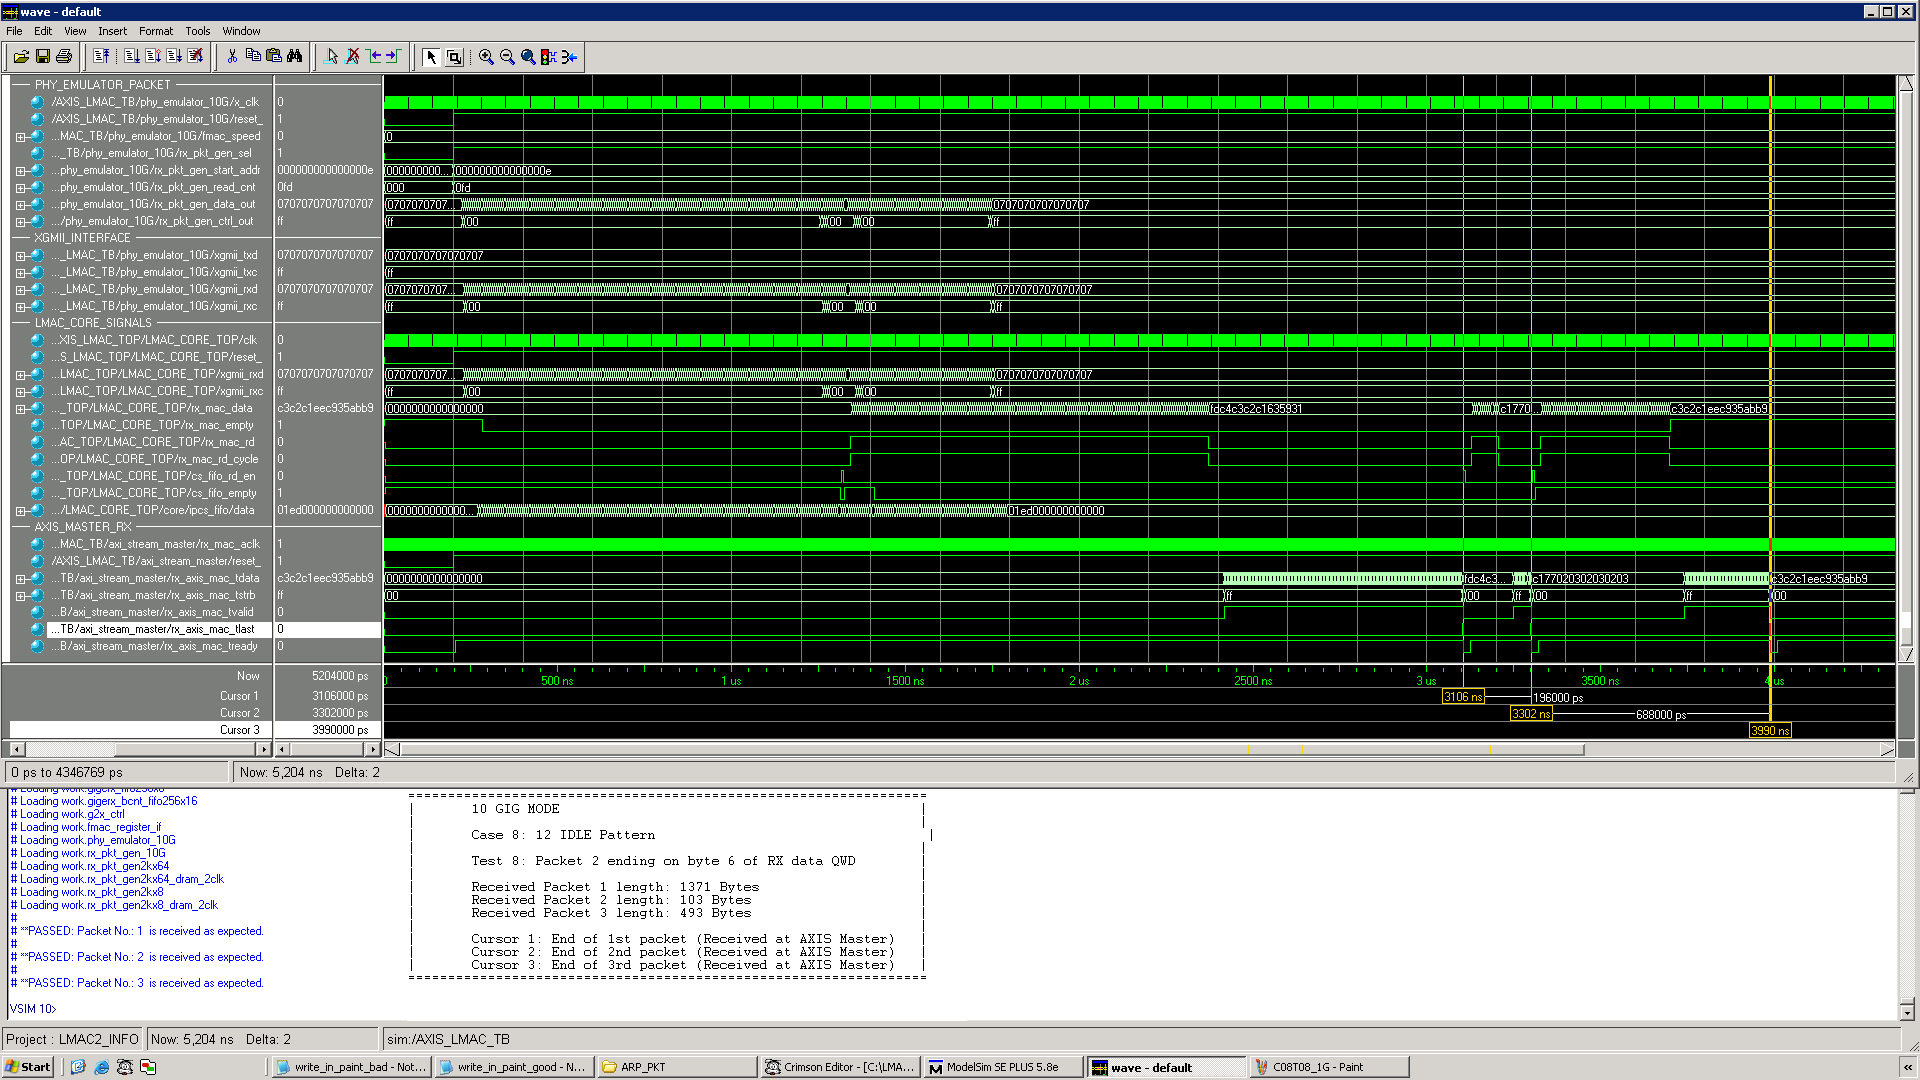 wave - default
File Edit View Insert Format Tools Window
PHY_EMULATOR_PACKET
/AXIS_LMAC_TB/phy_emulator_10G/x_clk 0
/AXIS_LMAC_TB/phy_emulator_10G/reset_ 1
...MAC_TB/phy_emulator_10G/fmac_speed 0 0
..._TB/phy_emulator_10G/rx_pkt_gen_sel 1
...phy_emulator_10G/rx_pkt_gen_start_addr 000000000000000e 000000000... 000000000000000e
...phy_emulator_10G/rx_pkt_gen_read_cnt 0fd 000 0fd
...phy_emulator_10G/rx_pkt_gen_data_out 0707070707070707 0707070707... 0707070707070707
.../phy_emulator_10G/rx_pkt_gen_ctrl_out ff ff 00 00 00 ff
XGMII_INTERFACE
..._LMAC_TB/phy_emulator_10G/xgmii_txd 0707070707070707 0707070707070707
..._LMAC_TB/phy_emulator_10G/xgmii_txc ff ff
..._LMAC_TB/phy_emulator_10G/xgmii_rxd 0707070707070707 0707070707... 0707070707070707
..._LMAC_TB/phy_emulator_10G/xgmii_rxc ff ff 00 00 00 ff
LMAC_CORE_SIGNALS
...XIS_LMAC_TOP/LMAC_CORE_TOP/clk 0
...S_LMAC_TOP/LMAC_CORE_TOP/reset_ 1
...LMAC_TOP/LMAC_CORE_TOP/xgmii_rxd 0707070707070707 0707070707... 0707070707070707
...LMAC_TOP/LMAC_CORE_TOP/xgmii_rxc ff ff 00 00 00 ff
..._TOP/LMAC_CORE_TOP/rx_mac_data c3c2c1eec935abb9 0000000000000000 fdc4c3c2c1635931 c1770... c3c2c1eec935abb9
...TOP/LMAC_CORE_TOP/rx_mac_empty 1
...AC_TOP/LMAC_CORE_TOP/rx_mac_rd 0
...OP/LMAC_CORE_TOP/rx_mac_rd_cycle 0
..._TOP/LMAC_CORE_TOP/cs_fifo_rd_en 0
..._TOP/LMAC_CORE_TOP/cs_fifo_empty 1
.../LMAC_CORE_TOP/core/ipcs_fifo/data 01ed000000000000 0000000000000... 01ed000000000000
AXIS_MASTER_RX
...MAC_TB/axi_stream_master/rx_mac_aclk 1
/AXIS_LMAC_TB/axi_stream_master/reset_ 1
...TB/axi_stream_master/rx_axis_mac_tdata c3c2c1eec935abb9 0000000000000000 fdc4c3... c177020302030203 c3c2c1eec935abb9
...TB/axi_stream_master/rx_axis_mac_tstrb ff 00 ff 00 ff 00 ff 00
...B/axi_stream_master/rx_axis_mac_tvalid 0
...TB/axi_stream_master/rx_axis_mac_tlast 0
...B/axi_stream_master/rx_axis_mac_tready 0
Now 5204000 ps 500 ns 1 us 1500 ns 2 us 2500 ns 3 us 3500 ns 4 us
Cursor 1 3106000 ps 3106 ns 196000 ps
Cursor 2 3302000 ps 3302 ns 688000 ps
Cursor 3 3990000 ps 3990 ns
0 ps to 4346769 ps Now: 5,204 ns Delta: 2
# Loading work.gigerx_bcnt_fifo256x16
# Loading work.g2x_ctrl
# Loading work.fmac_register_if
# Loading work.phy_emulator_10G
# Loading work.rx_pkt_gen_10G
# Loading work.rx_pkt_gen2kx64
# Loading work.rx_pkt_gen2kx64_dram_2clk
# Loading work.rx_pkt_gen2kx8
# Loading work.rx_pkt_gen2kx8_dram_2clk
#
# **PASSED: Packet No.: 1 is received as expected.
#
# **PASSED: Packet No.: 2 is received as expected.
#
# **PASSED: Packet No.: 3 is received as expected.
VSIM 10>
10 GIG MODE
Case 8: 12 IDLE Pattern
Test 8: Packet 2 ending on byte 6 of RX data QWD
Received Packet 1 length: 1371 Bytes
Received Packet 2 length: 103 Bytes
Received Packet 3 length: 493 Bytes
Cursor 1: End of 1st packet (Received at AXIS Master)
Cursor 2: End of 2nd packet (Received at AXIS Master)
Cursor 3: End of 3rd packet (Received at AXIS Master)
Project : LMAC2_INFO Now: 5,204 ns Delta: 2 sim:/AXIS_LMAC_TB
Start write_in_paint_bad - Not... write_in_paint_good - N... ARP_PKT Crimson Editor - [C:\LMA... ModelSim SE PLUS 5.8e wave - default C08T08_1G - Paint